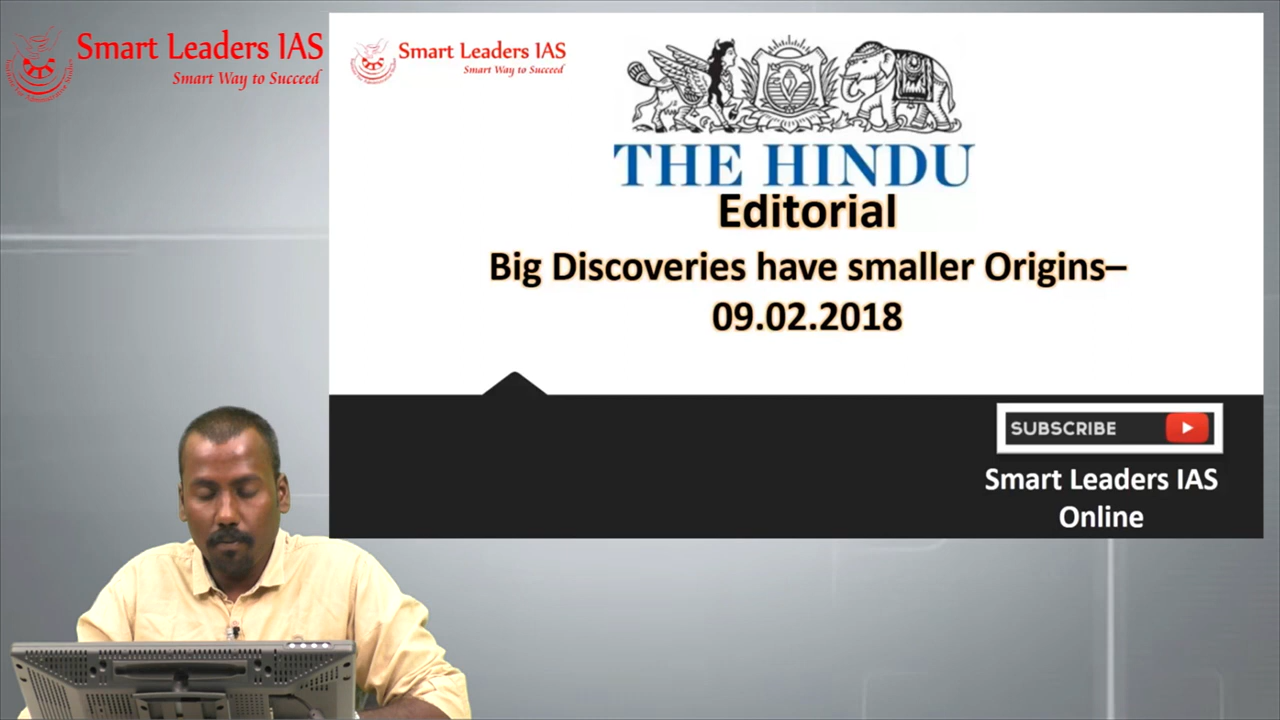 Smart Leaders IAS
Smart Way to Succeed
Smart Leaders IAS
Smart Way to Succeed
THE HINDU
Editorial
Big Discoveries have smaller Origins–
09.02.2018
SUBSCRIBE
Smart Leaders IAS
Online